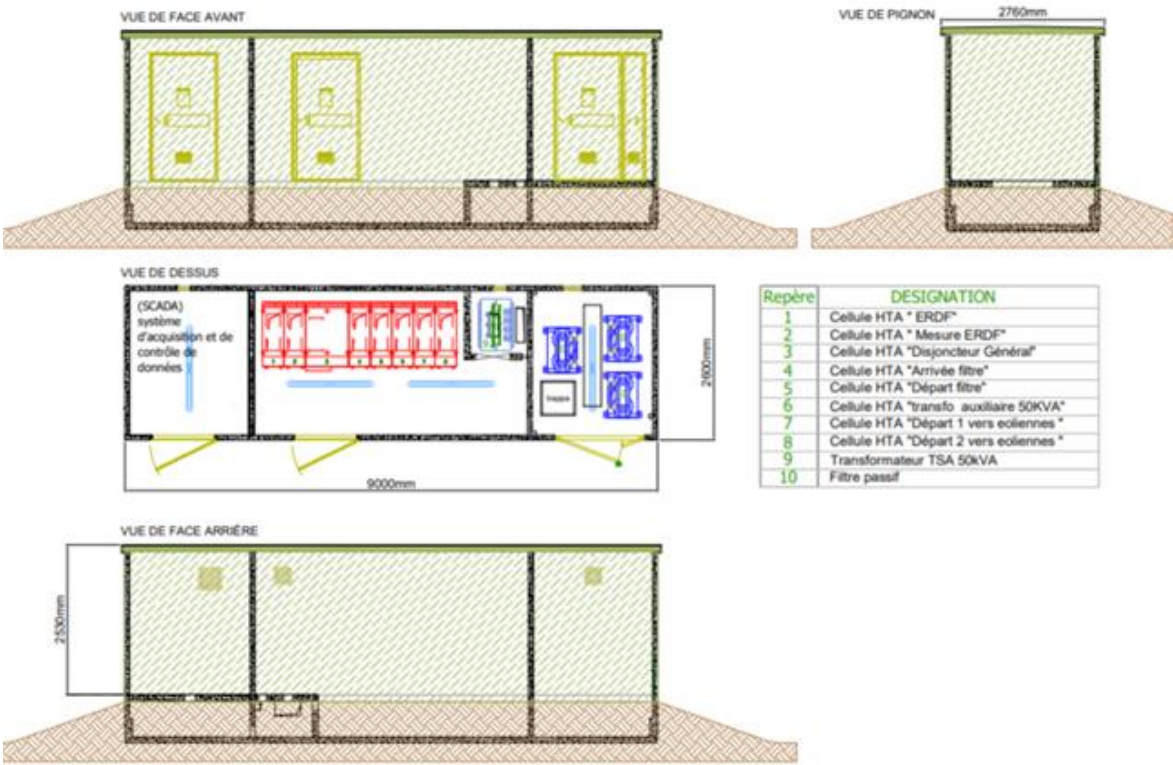 VUE DE FACE AVANT
VUE DE PIGNON
2760mm
VUE DE DESSUS
(SCADA)
système
d'acquisition et de
contrôle de
données
2600mm
9000mm
Repère DESIGNATION
1 Cellule HTA " ERDF"
2 Cellule HTA " Mesure ERDF"
3 Cellule HTA "Disjoncteur Général"
4 Cellule HTA "Arrivée filtre"
5 Cellule HTA "Départ filtre"
6 Cellule HTA "transfo auxiliaire 50KVA"
7 Cellule HTA "Départ 1 vers eoliennes "
8 Cellule HTA "Départ 2 vers eoliennes "
9 Transformateur TSA 50kVA
10 Filtre passif
VUE DE FACE ARRIÈRE
2530mm